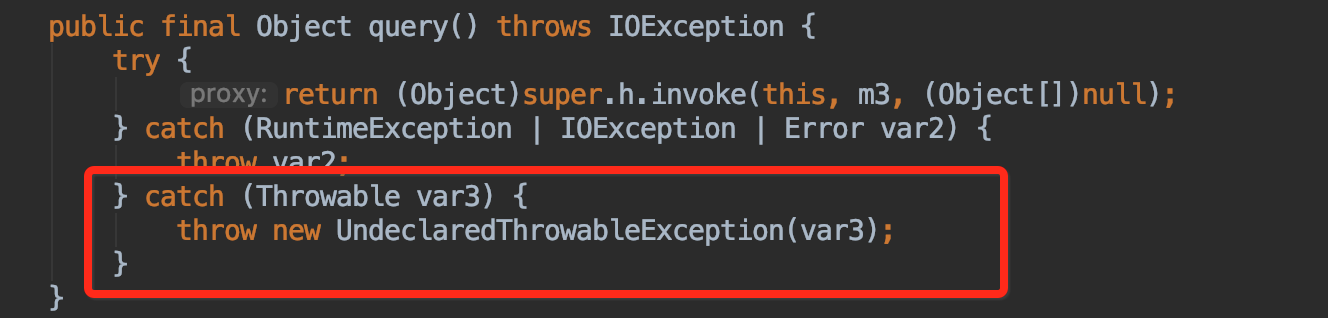 public final Object query() throws IOException {
try {
proxy: return (Object)super.h.invoke(this, m3, (Object[])null);
} catch (RuntimeException | IOException | Error var2) {
throw var2;
} catch (Throwable var3) {
throw new UndeclaredThrowableException(var3);
}
}